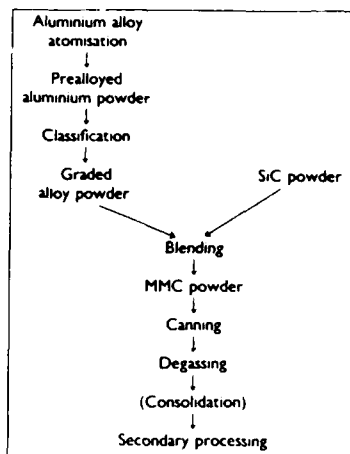 Aluminium alloy
atomisation
Prealloyed
aluminium powder
Classification
Graded
alloy powder
SiC powder
Blending
MMC powder
Canning
Degassing
(Consolidation)
Secondary processing